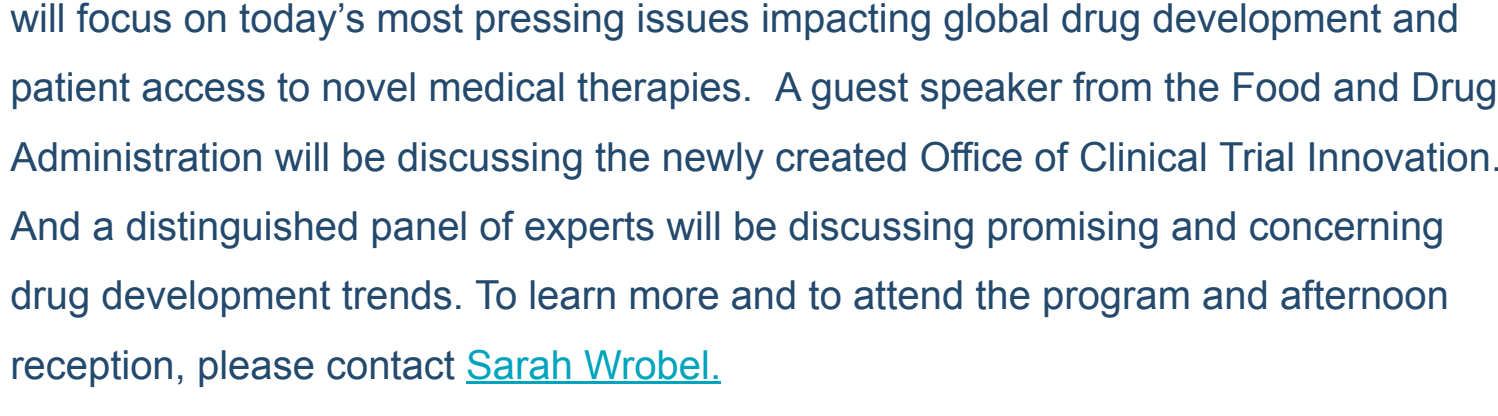 will focus on today’s most pressing issues impacting global drug development and
patient access to novel medical therapies.  A guest speaker from the Food and Drug
Administration will be discussing the newly created Office of Clinical Trial Innovation.
And a distinguished panel of experts will be discussing promising and concerning
drug development trends. To learn more and to attend the program and afternoon
reception, please contact Sarah Wrobel.